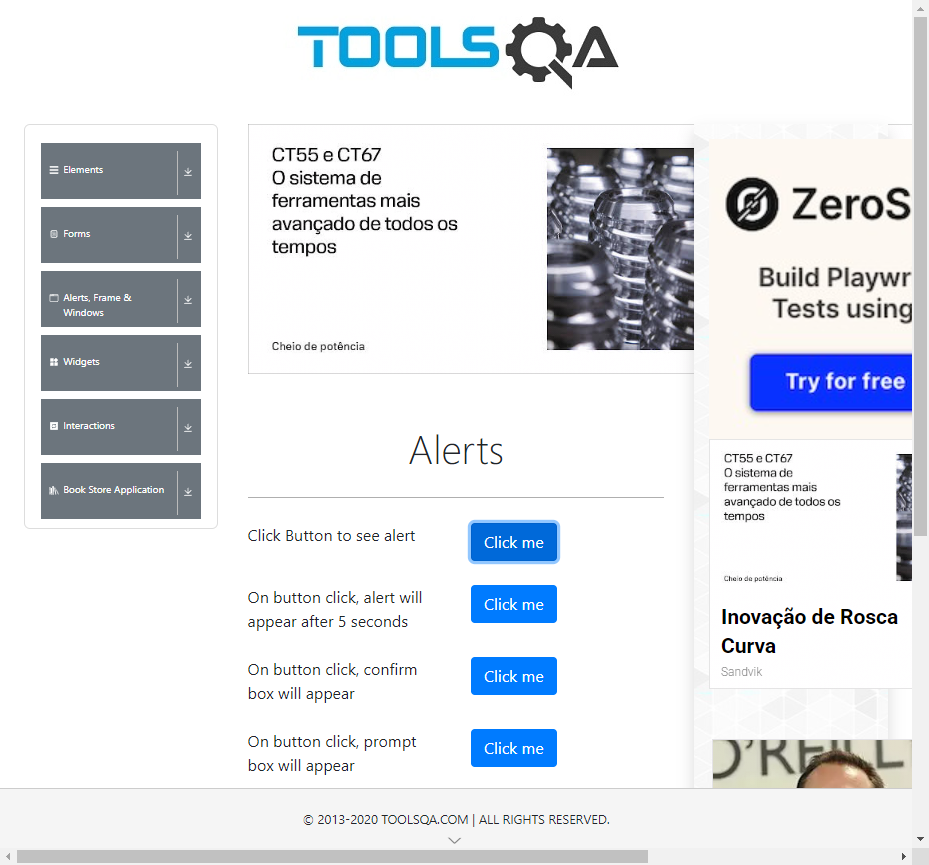 TOOLSQA
Elements
Forms
Alerts, Frame &
Windows
Widgets
Interactions
Book Store Application
CT55 e CT67
O sistema de
ferramentas mais
avançado de todos os
tempos
Cheio de potência
ZeroS
Build Playwr
Tests using
Try for free
CT55 e CT67
O sistema de
ferramentas mais
avançado de todos os
tempos
Cheio de potência
Inovação de Rosca
Curva
Sandvik
O'REILL
Alerts
Click Button to see alert
Click me
On button click, alert will
appear after 5 seconds
Click me
On button click, confirm
box will appear
Click me
On button click, prompt
box will appear
Click me
© 2013-2020 TOOLSQA.COM | ALL RIGHTS RESERVED.